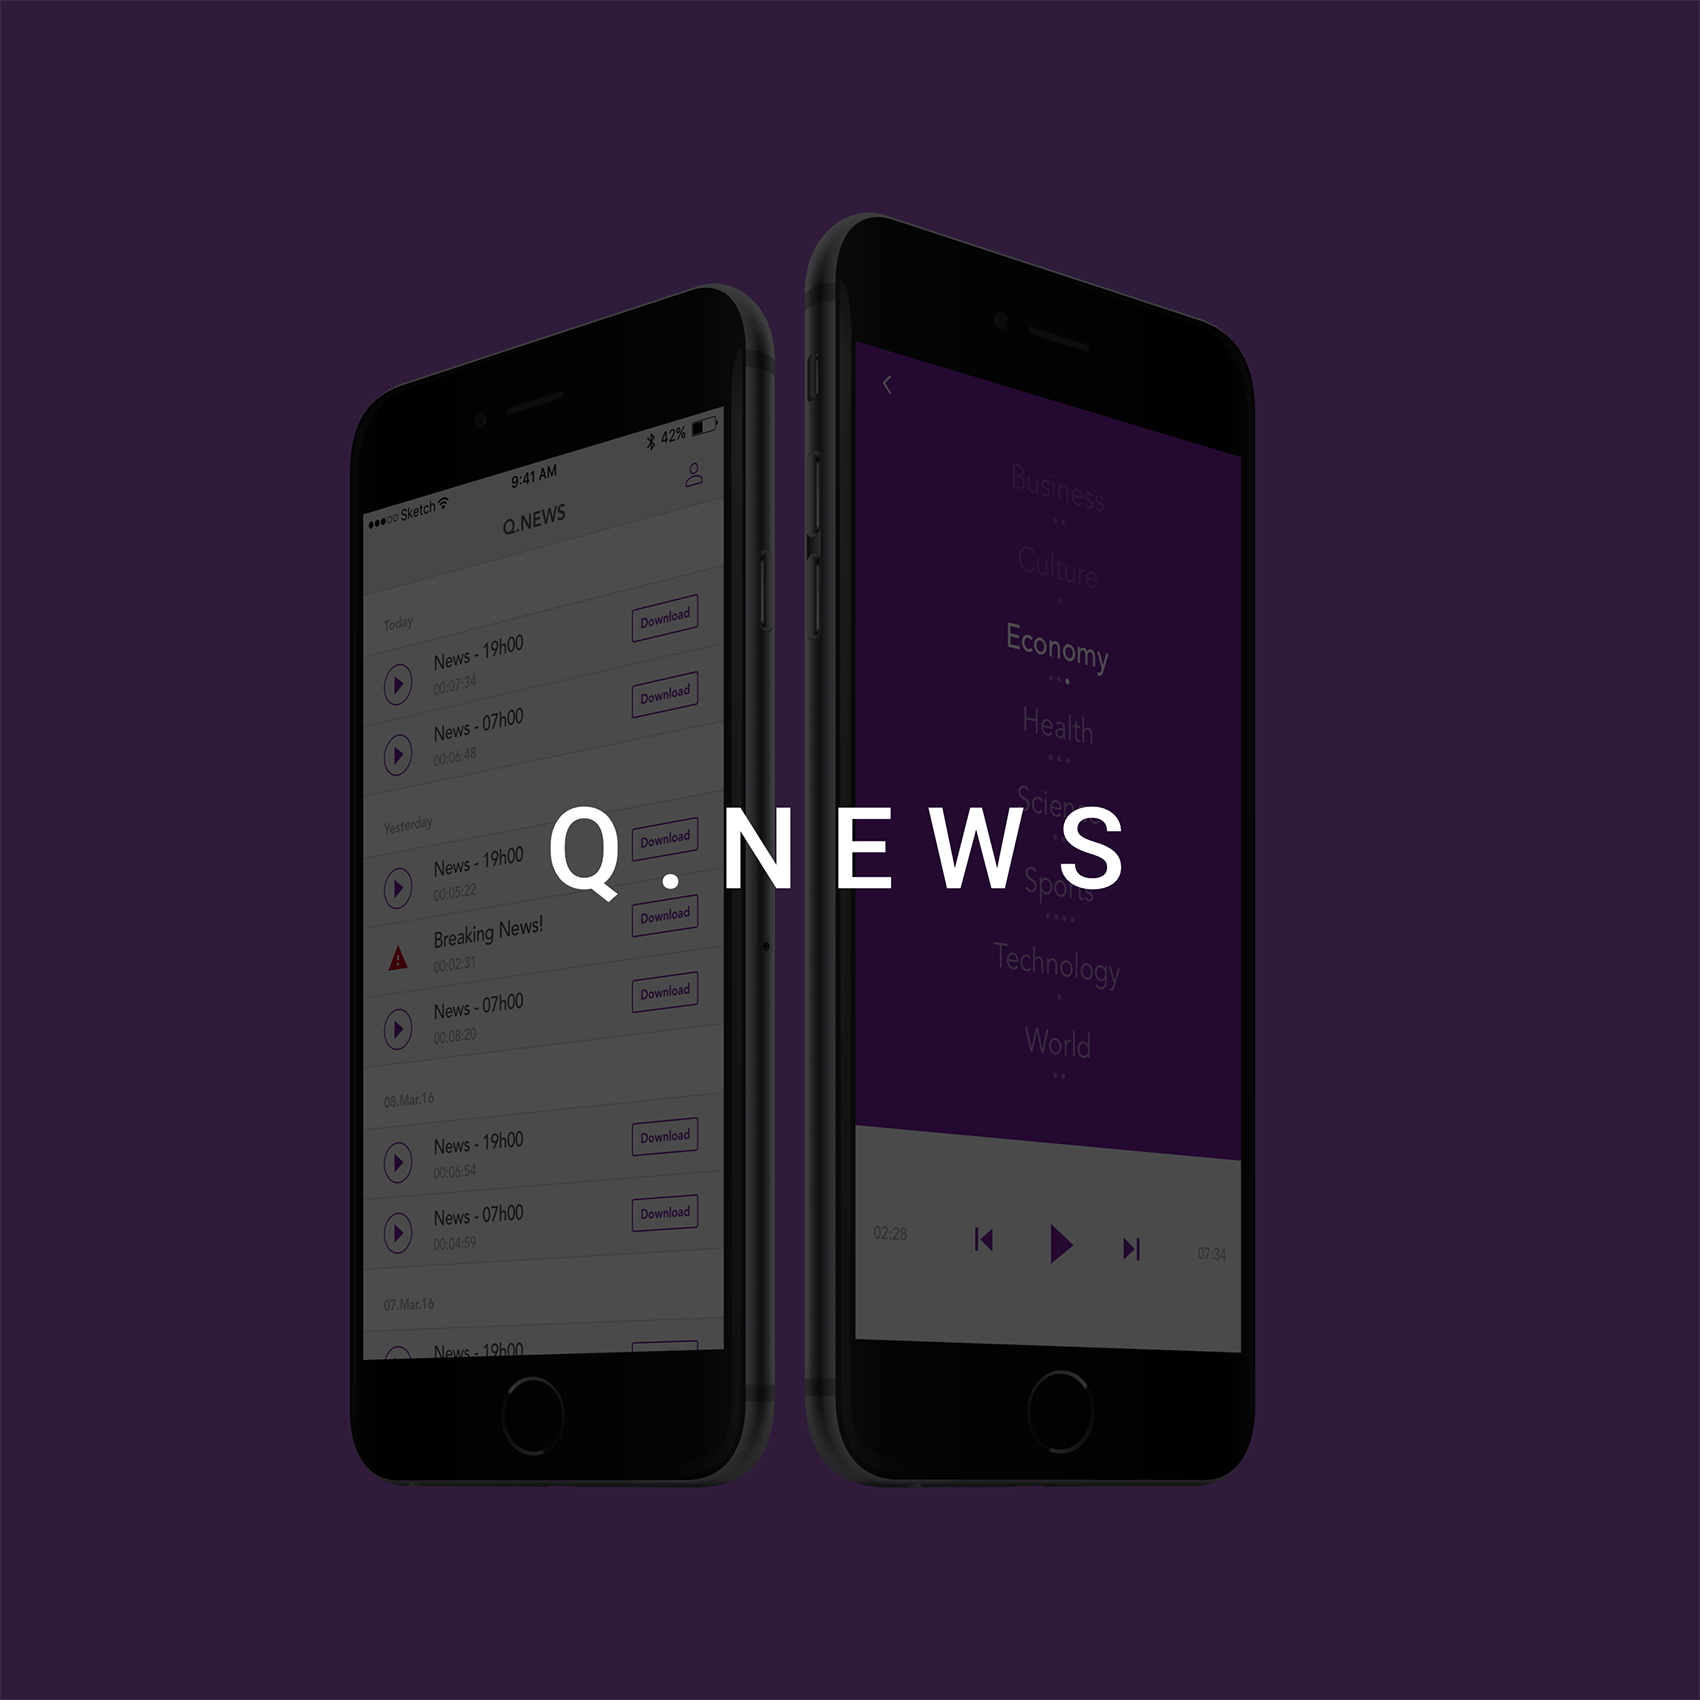 Q.NEWS
Sketch
9:41 AM
42%
Q.NEWS
Today
News - 19h00
00:07:34
Download
News - 07h00
00:06:48
Download
Yesterday
News - 19h00
00:05:22
Download
Breaking News!
00:02:31
Download
News - 07h00
00:08:20
Download
08.Mar.16
News - 19h00
00:06:54
Download
News - 07h00
00:04:59
Download
07.Mar.16
News - 19h00
Business
Culture
Economy
Health
Science
Sports
Technology
World
02:28
07:34